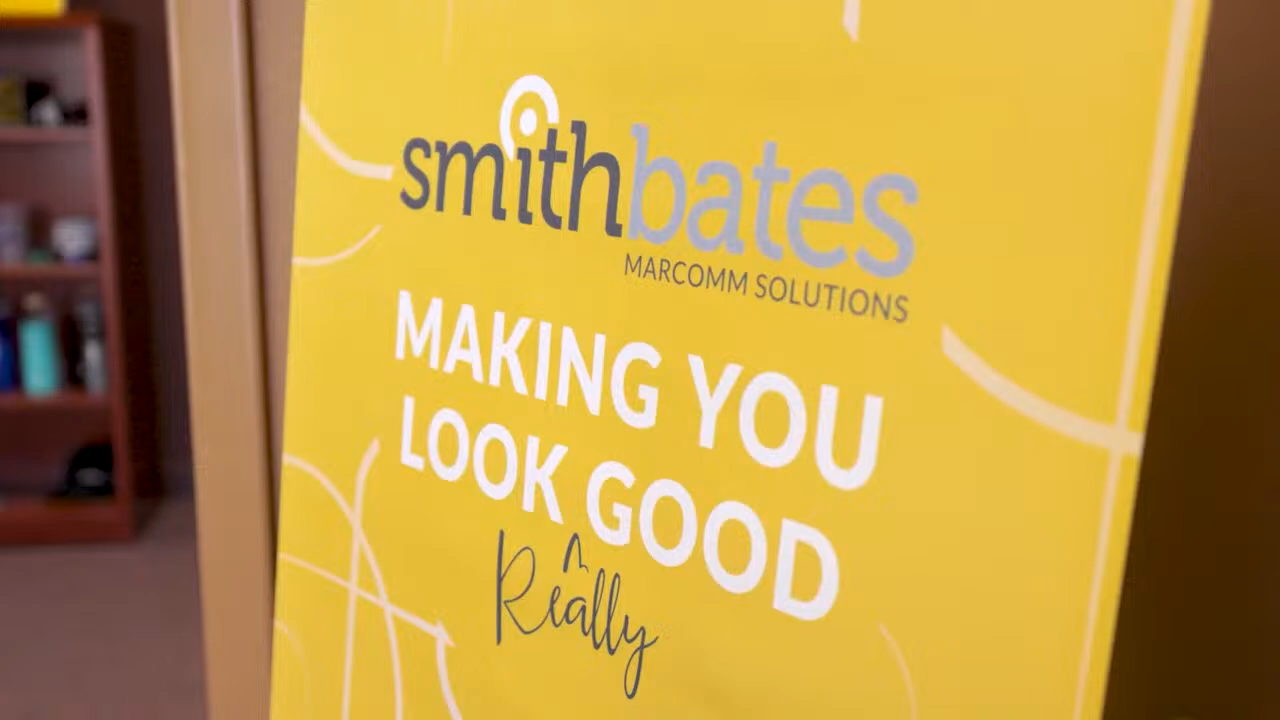 smithbates
MARCOMM SOLUTIONS
MAKING YOU
LOOK GOOD
^
Really